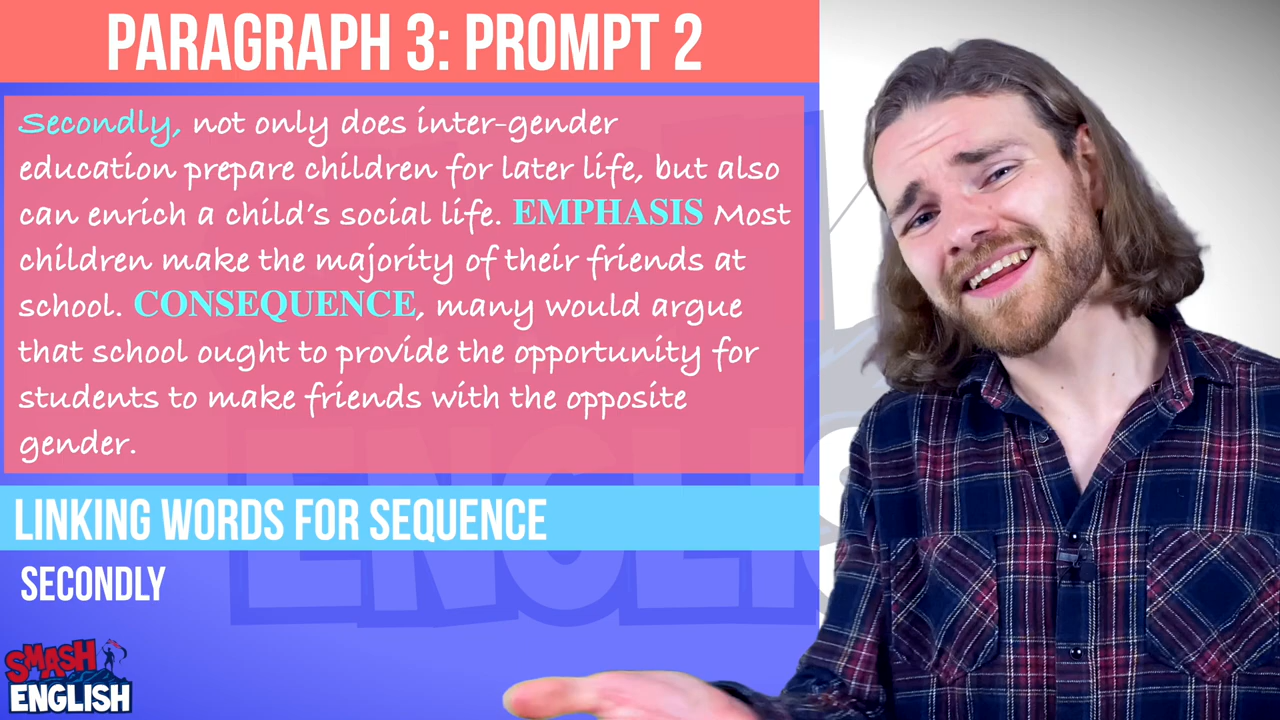 PARAGRAPH 3: PROMPT 2
Secondly, not only does inter-gender
education prepare children for later life, but also
can enrich a child's social life. EMPHASIS Most
children make the majority of their friends at
school. CONSEQUENCE, many would argue
that school ought to provide the opportunity for
students to make friends with the opposite
gender.
LINKING WORDS FOR SEQUENCE
SECONDLY
SMASH
ENGLISH